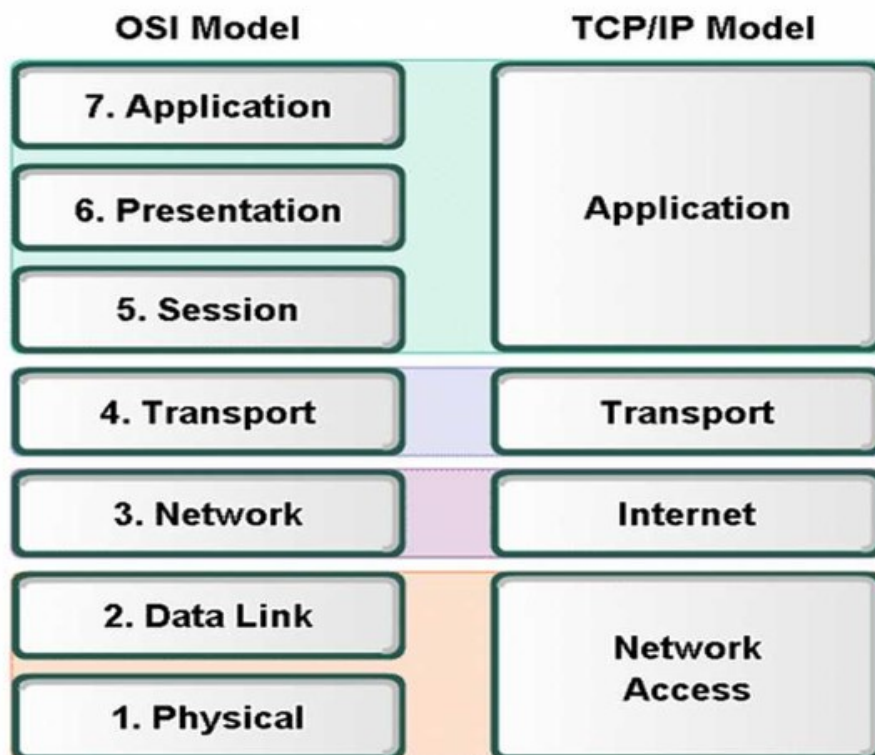 OSI Model
TCP/IP Model
7. Application
6. Presentation
5. Session
Application
4. Transport
Transport
3. Network
Internet
2. Data Link
1. Physical
Network
Access